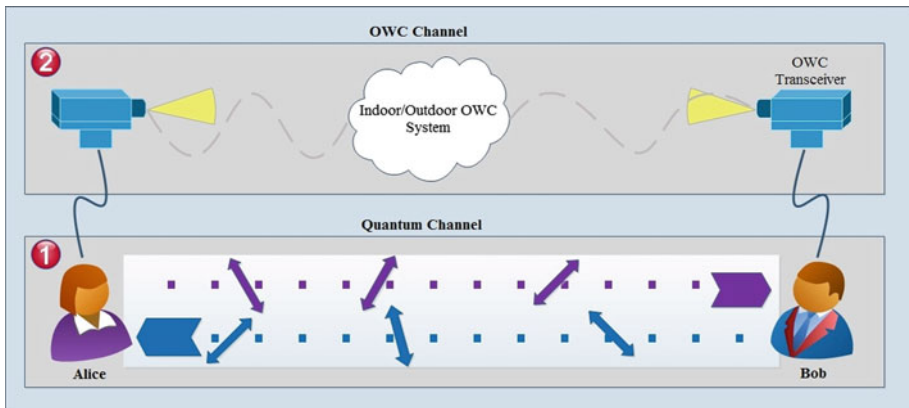 OWC Channel
2
OWC
Transceiver
Indoor/Outdoor OWC
System
Quantum Channel
1
Alice
Bob